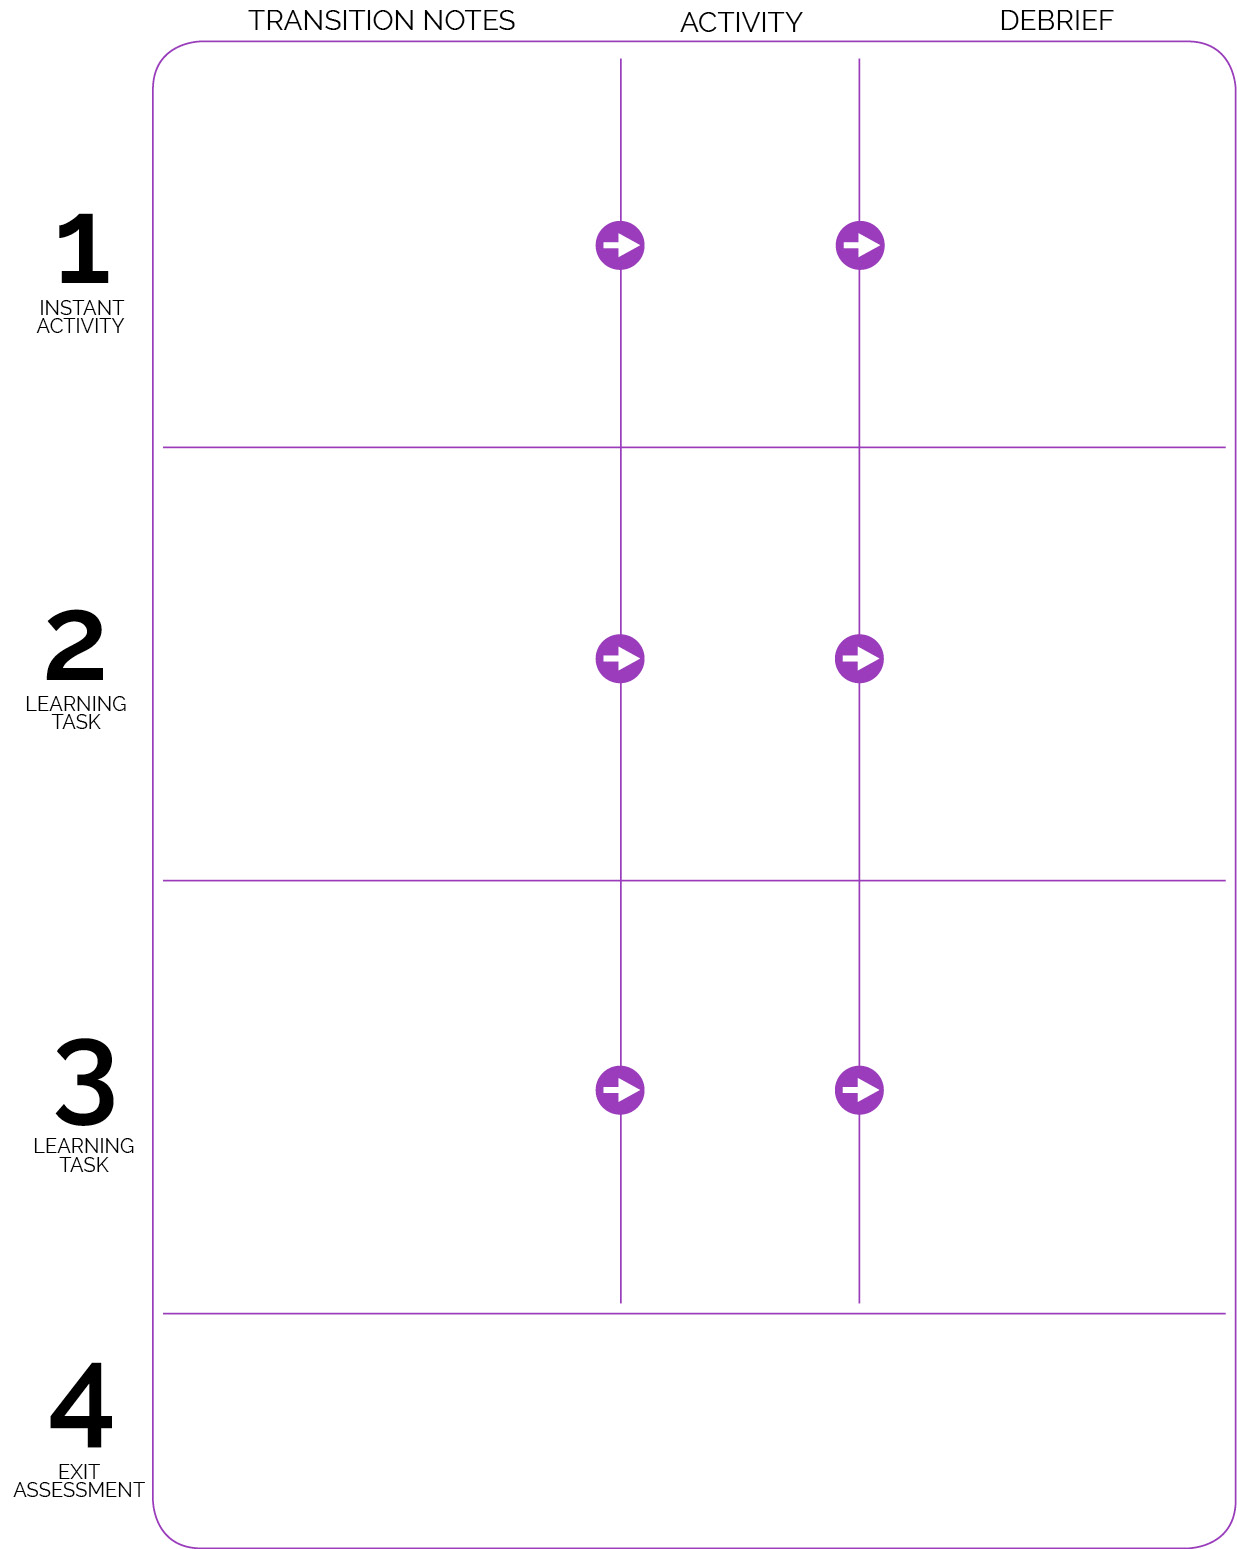 TRANSITION NOTES
ACTIVITY
DEBRIEF
1
INSTANT
ACTIVITY
2
LEARNING
TASK
3
LEARNING
TASK
4
EXIT
ASSESSMENT